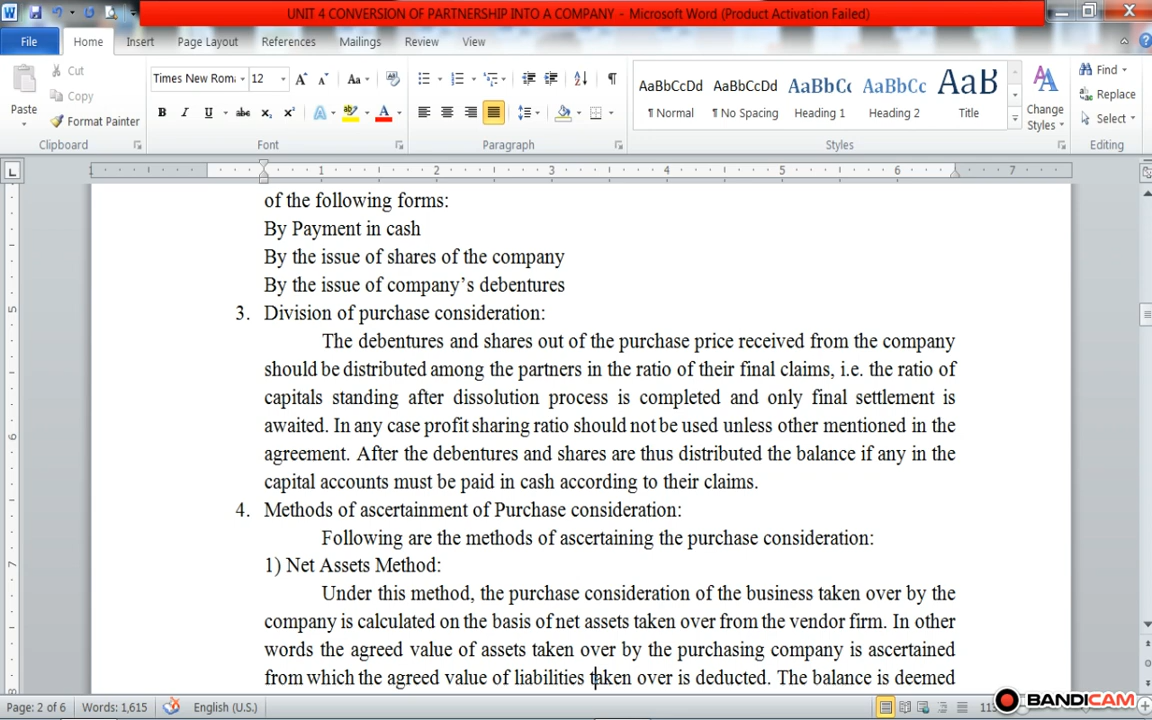 UNIT 4 CONVERSION OF PARTNERSHIP INTO A COMPANY - Microsoft Word (Product Activation Failed)
File Home Insert Page Layout References Mailings Review View
Paste
Cut
Copy
Format Painter
Clipboard
Times New Rom 12
Font
Paragraph
AaBbCcDd AaBbCcDd AaBbCc AaBbCc AaB
¶ Normal ¶ No Spacing Heading 1 Heading 2 Title
Styles
Change Styles
Find
Replace
Select
Editing
1 1 2 3 4 5 6 7
of the following forms:
By Payment in cash
By the issue of shares of the company
By the issue of company’s debentures
3. Division of purchase consideration:
The debentures and shares out of the purchase price received from the company
should be distributed among the partners in the ratio of their final claims, i.e. the ratio of
capitals standing after dissolution process is completed and only final settlement is
awaited. In any case profit sharing ratio should not be used unless other mentioned in the
agreement. After the debentures and shares are thus distributed the balance if any in the
capital accounts must be paid in cash according to their claims.
4. Methods of ascertainment of Purchase consideration:
Following are the methods of ascertaining the purchase consideration:
1) Net Assets Method:
Under this method, the purchase consideration of the business taken over by the
company is calculated on the basis of net assets taken over from the vendor firm. In other
words the agreed value of assets taken over by the purchasing company is ascertained
from which the agreed value of liabilities taken over is deducted. The balance is deemed
Page: 2 of 6 Words: 1,615 English (U.S.)
BANDICAM